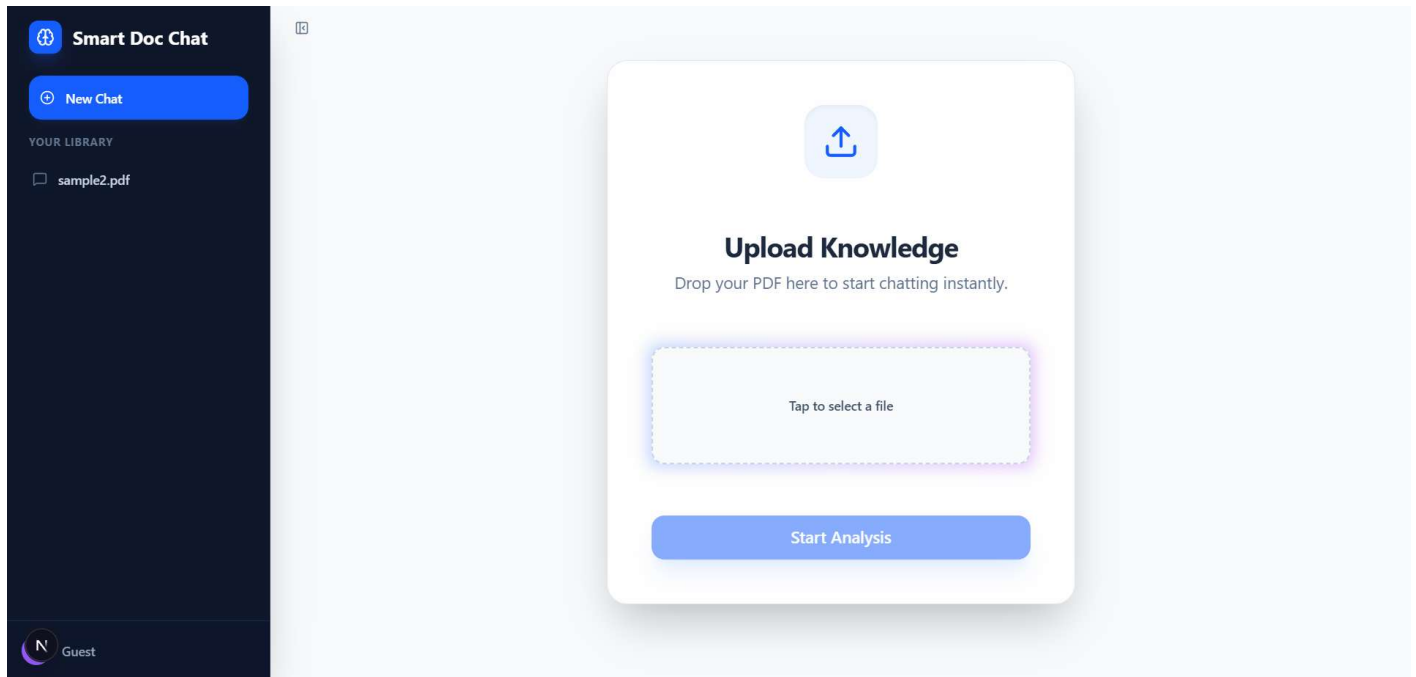 Smart Doc Chat
New Chat
YOUR LIBRARY
sample2.pdf
N
Guest
Upload Knowledge
Drop your PDF here to start chatting instantly.
Tap to select a file
Start Analysis